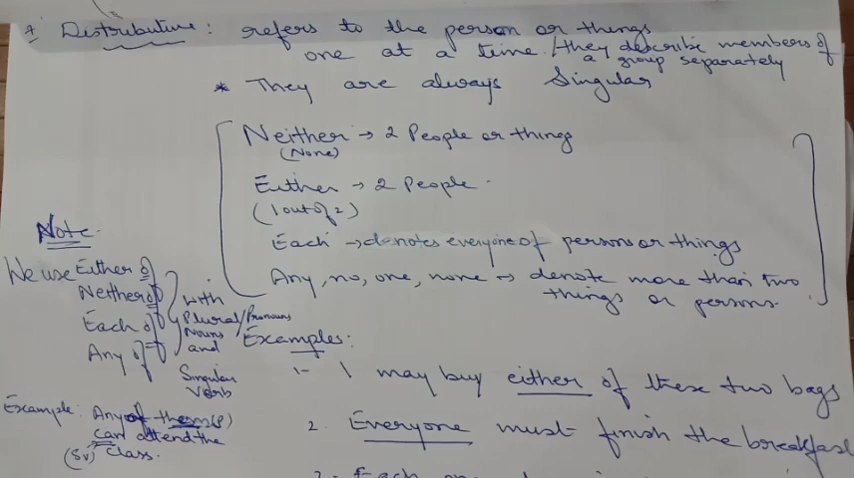 * Distributive: refers to the person or things
one at a time / they describe members of
a group separately
* They are always Singular
Neither → 2 People or things
(None)
Either → 2 People.
(1 out of 2)
Each → denotes everyone of persons or things
Any, no, one, none → denote more than two
things or persons.
Note:
We use Either of
Neither of
Each of
Any of
with
Plural/Pronouns
Nouns
and
Singular
Verb
Example: Any of them(P)
can attend the
(SV) Class.
Examples:
1- I may buy either of these two bags
2. Everyone must finish the breakfast